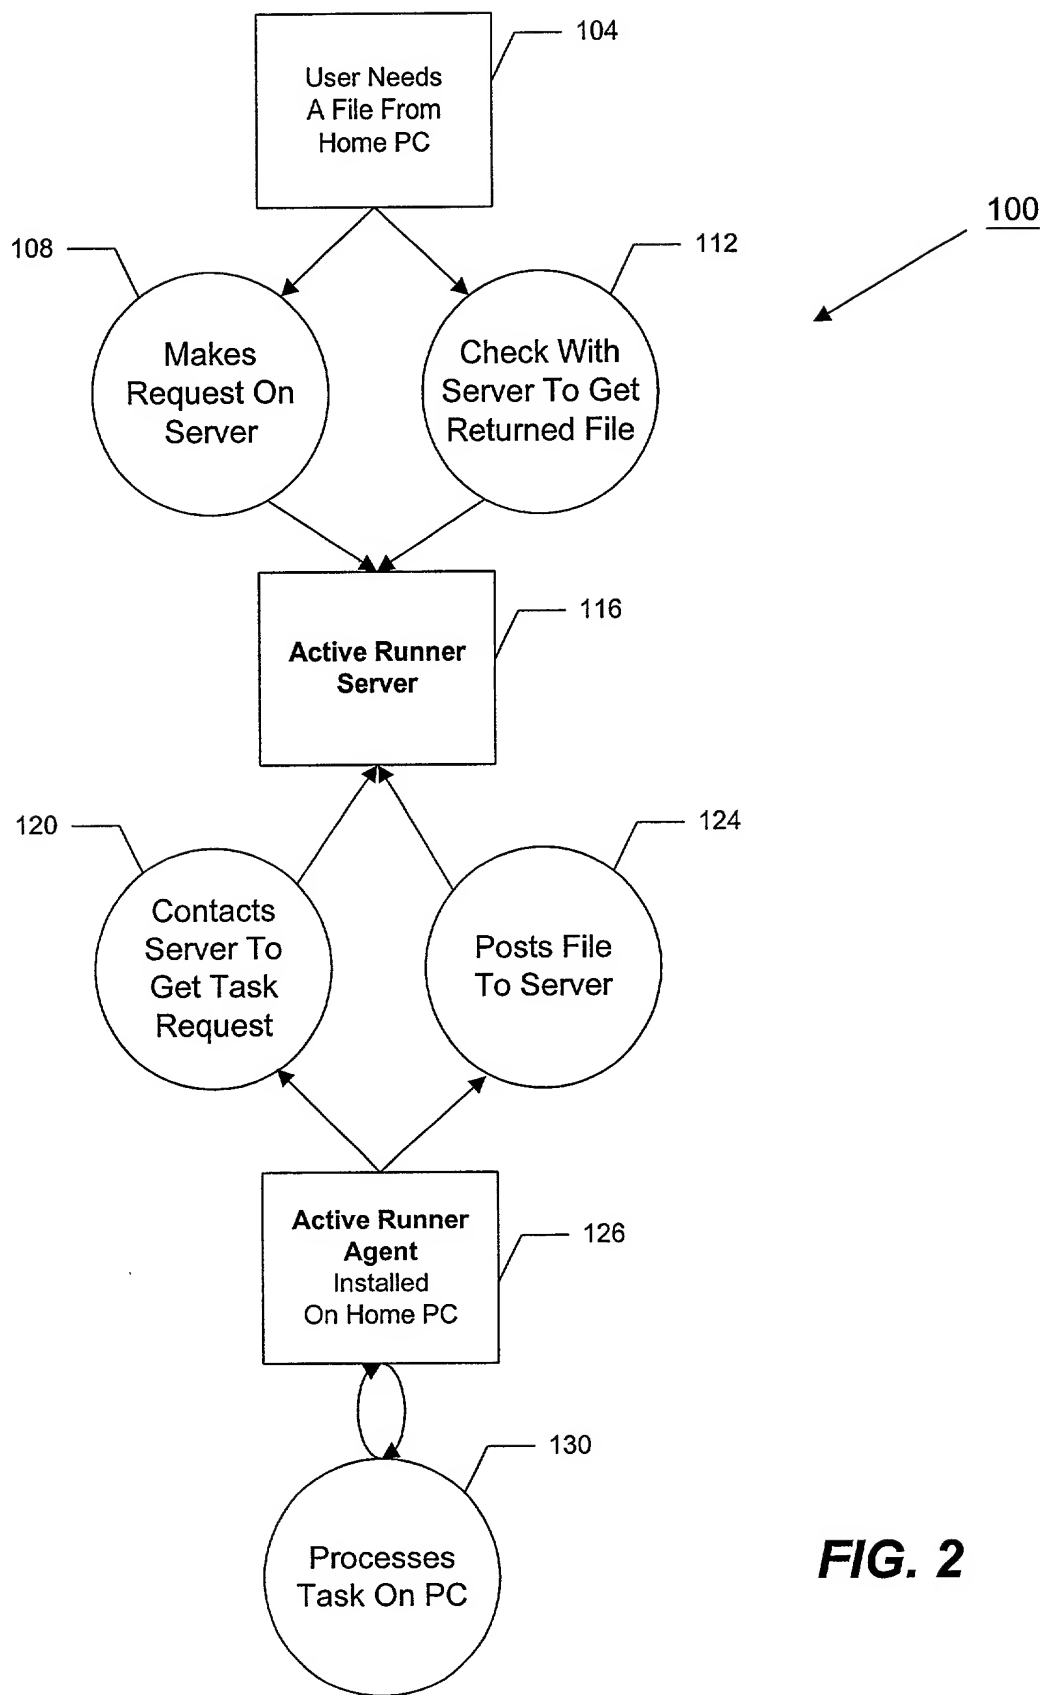 104
User Needs
A File From
Home PC
100
108
112
Makes
Request On
Server
Check With
Server To Get
Returned File
116
Active Runner
Server
120
124
Contacts
Server To
Get Task
Request
Posts File
To Server
Active Runner
Agent
Installed
On Home PC
126
130
Processes
Task On PC
FIG. 2